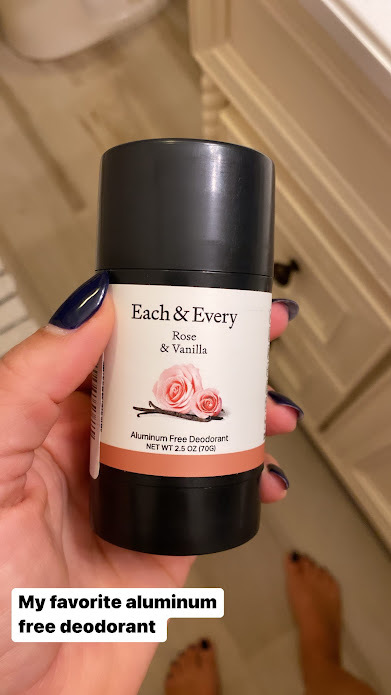 Each & Every
Rose
& Vanilla
Aluminum Free Deodorant
NET WT 2.5 OZ (70G)
My favorite aluminum
free deodorant